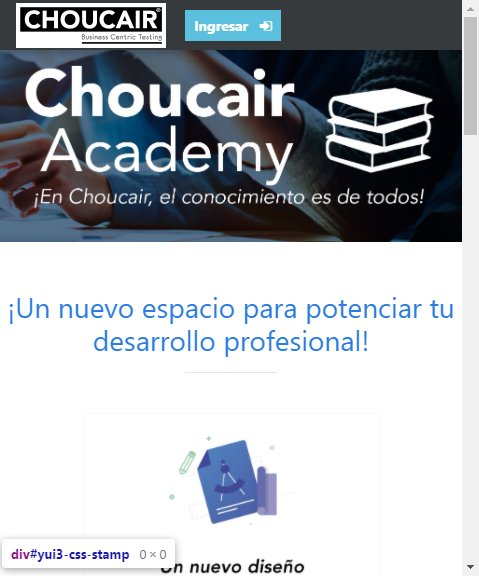 CHOUCAIR®
Business Centric Testing
Ingresar
Choucair
Academy
¡En Choucair, el conocimiento es de todos!
¡Un nuevo espacio para potenciar tu
desarrollo profesional!
Un nuevo diseño
div#yui3-css-stamp 0 × 0